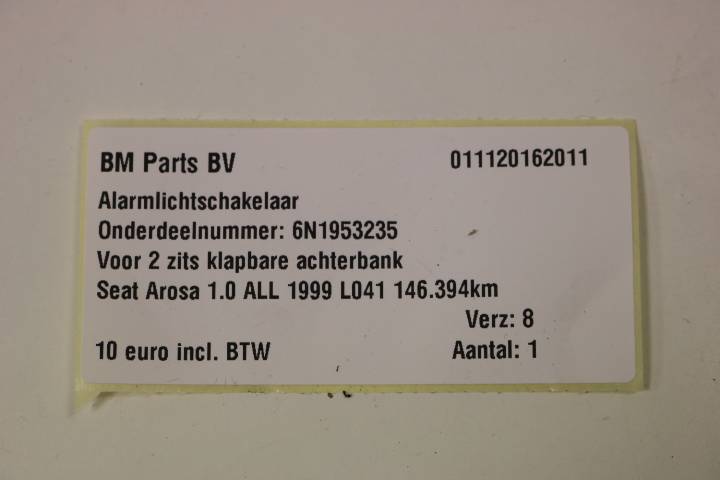 BM Parts BV 011120162011
Alarmlichtschakelaar
Onderdeelnummer: 6N1953235
Voor 2 zits klapbare achterbank
Seat Arosa 1.0 ALL 1999 L041 146.394km
Verz: 8
10 euro incl. BTW Aantal: 1